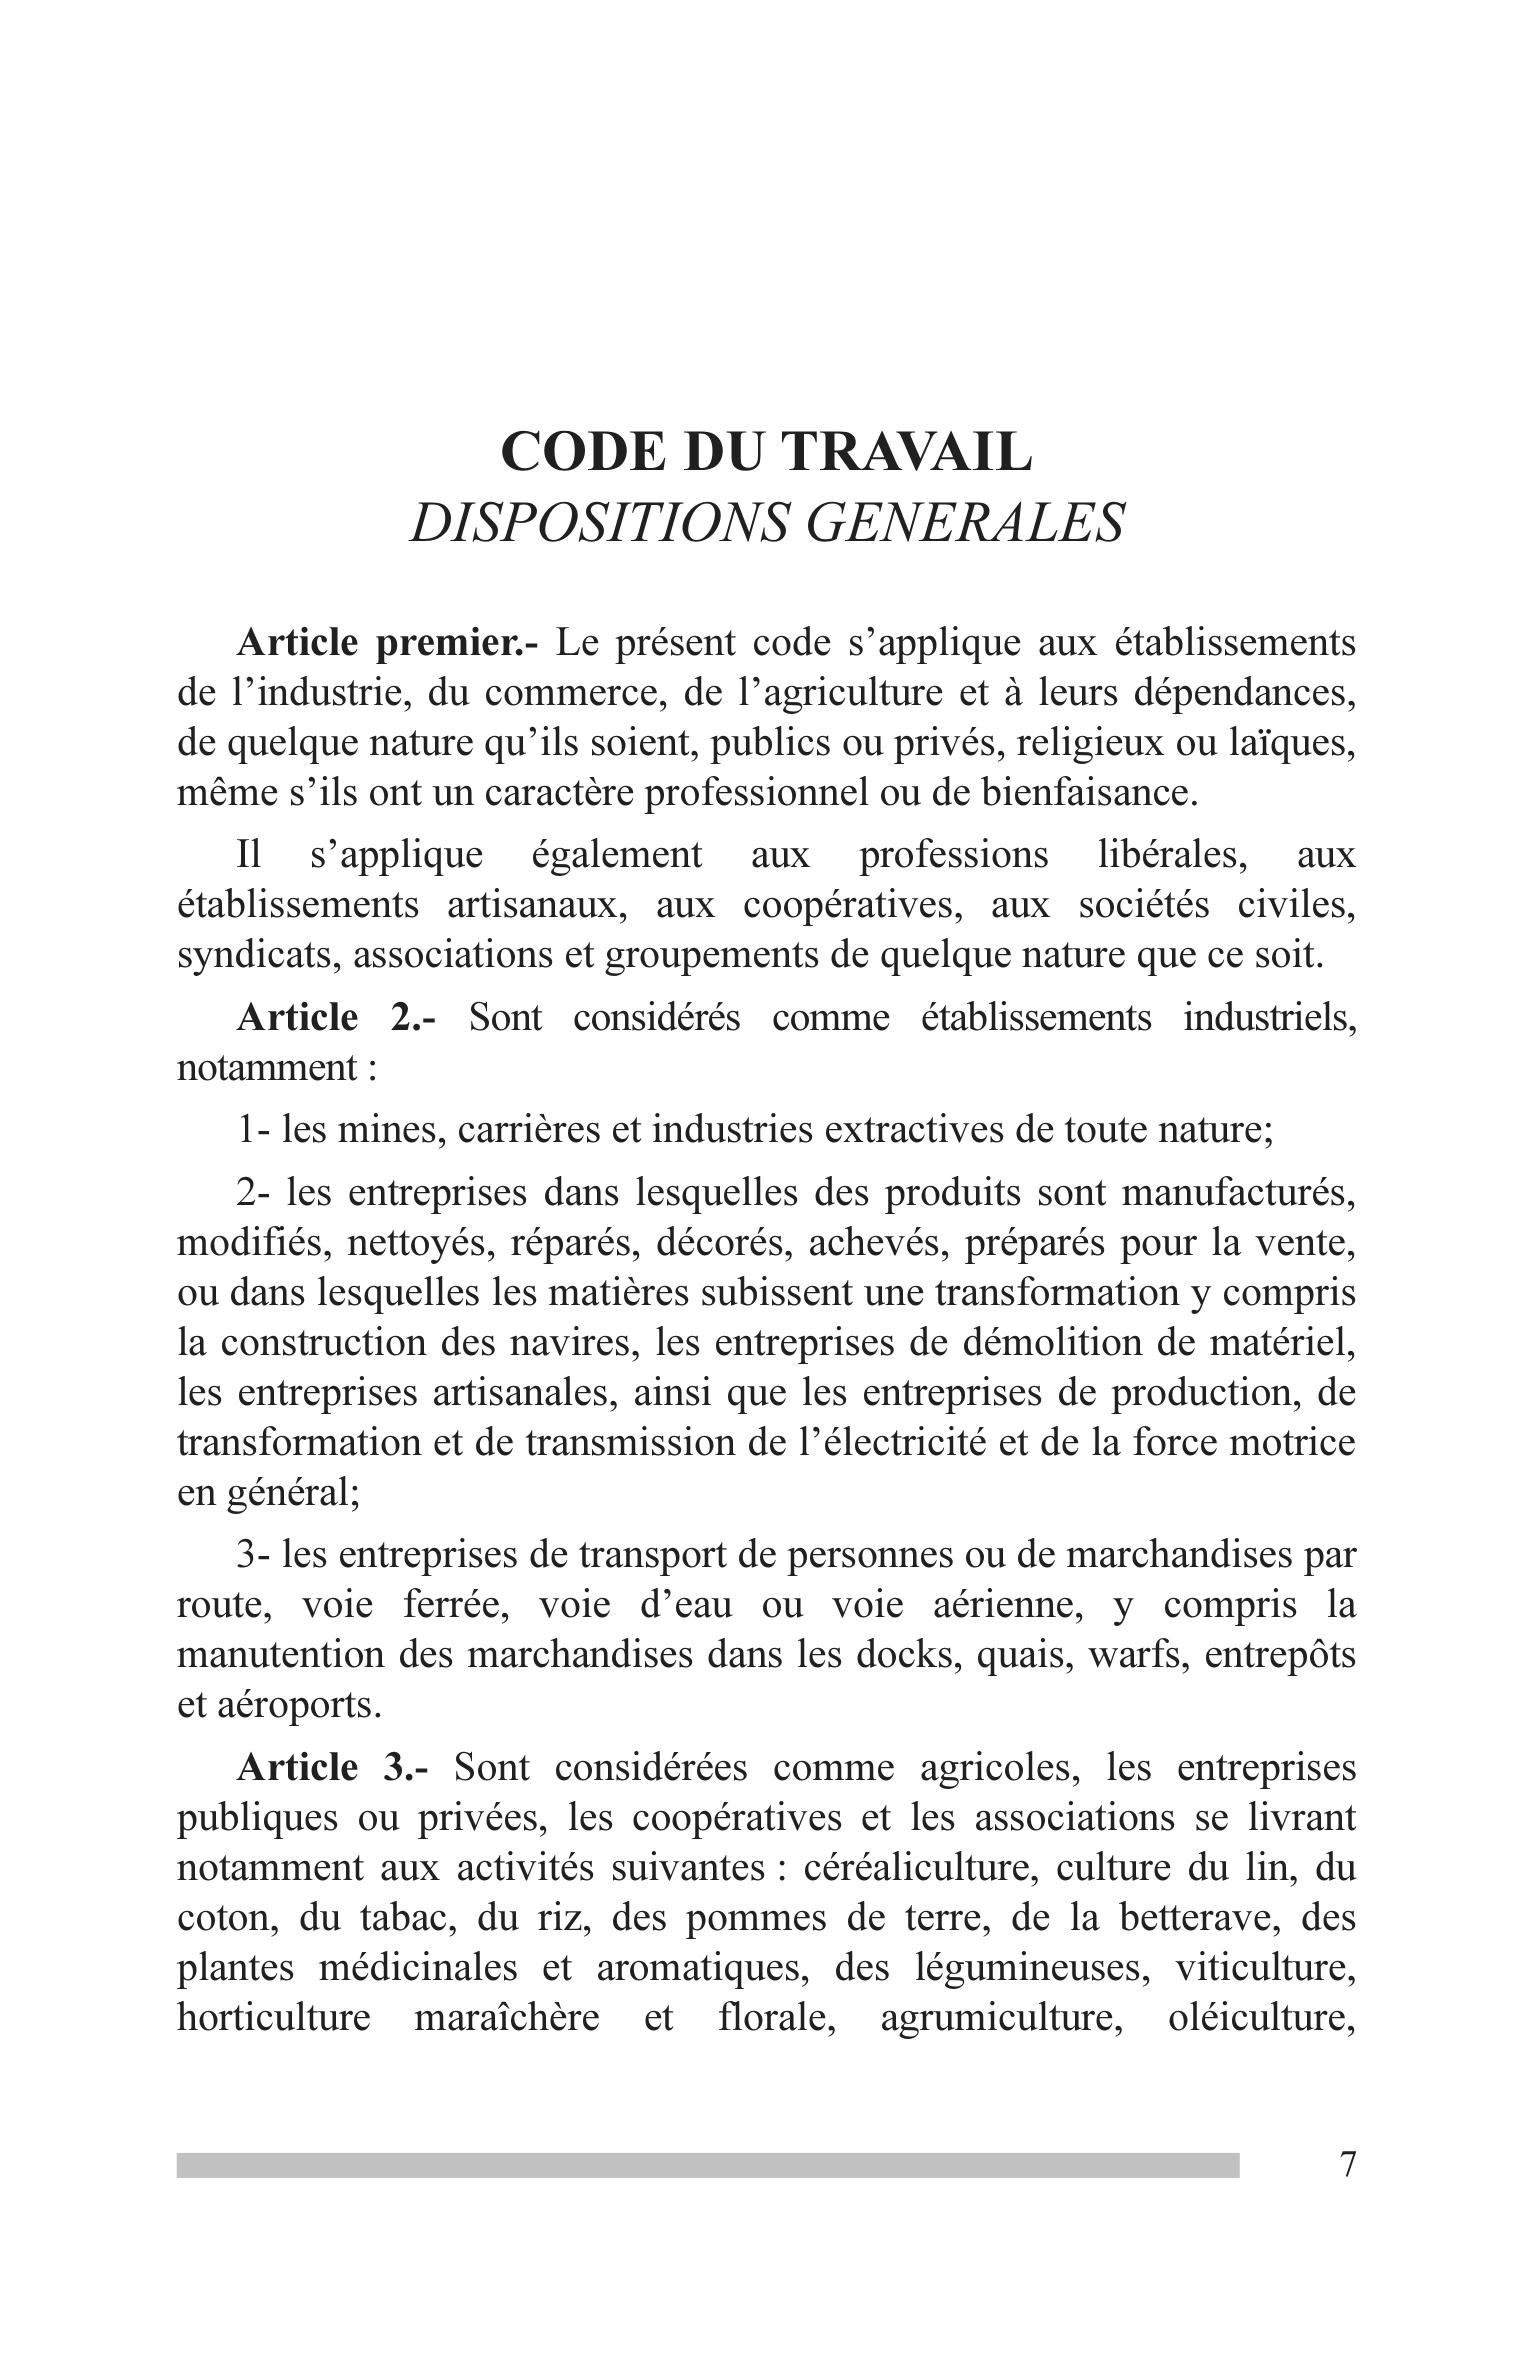 CODE DU TRAVAIL
DISPOSITIONS GENERALES
Article premier.- Le présent code s’applique aux établissements
de l’industrie, du commerce, de l’agriculture et à leurs dépendances,
de quelque nature qu’ils soient, publics ou privés, religieux ou laïques,
même s’ils ont un caractère professionnel ou de bienfaisance.
Il s’applique également aux professions libérales, aux
établissements artisanaux, aux coopératives, aux sociétés civiles,
syndicats, associations et groupements de quelque nature que ce soit.
Article 2.- Sont considérés comme établissements industriels,
notamment :
1- les mines, carrières et industries extractives de toute nature;
2- les entreprises dans lesquelles des produits sont manufacturés,
modifiés, nettoyés, réparés, décorés, achevés, préparés pour la vente,
ou dans lesquelles les matières subissent une transformation y compris
la construction des navires, les entreprises de démolition de matériel,
les entreprises artisanales, ainsi que les entreprises de production, de
transformation et de transmission de l’électricité et de la force motrice
en général;
3- les entreprises de transport de personnes ou de marchandises par
route, voie ferrée, voie d’eau ou voie aérienne, y compris la
manutention des marchandises dans les docks, quais, warfs, entrepôts
et aéroports.
Article 3.- Sont considérées comme agricoles, les entreprises
publiques ou privées, les coopératives et les associations se livrant
notamment aux activités suivantes : céréaliculture, culture du lin, du
coton, du tabac, du riz, des pommes de terre, de la betterave, des
plantes médicinales et aromatiques, des légumineuses, viticulture,
horticulture maraîchère et florale, agrumiculture, oléiculture,
7